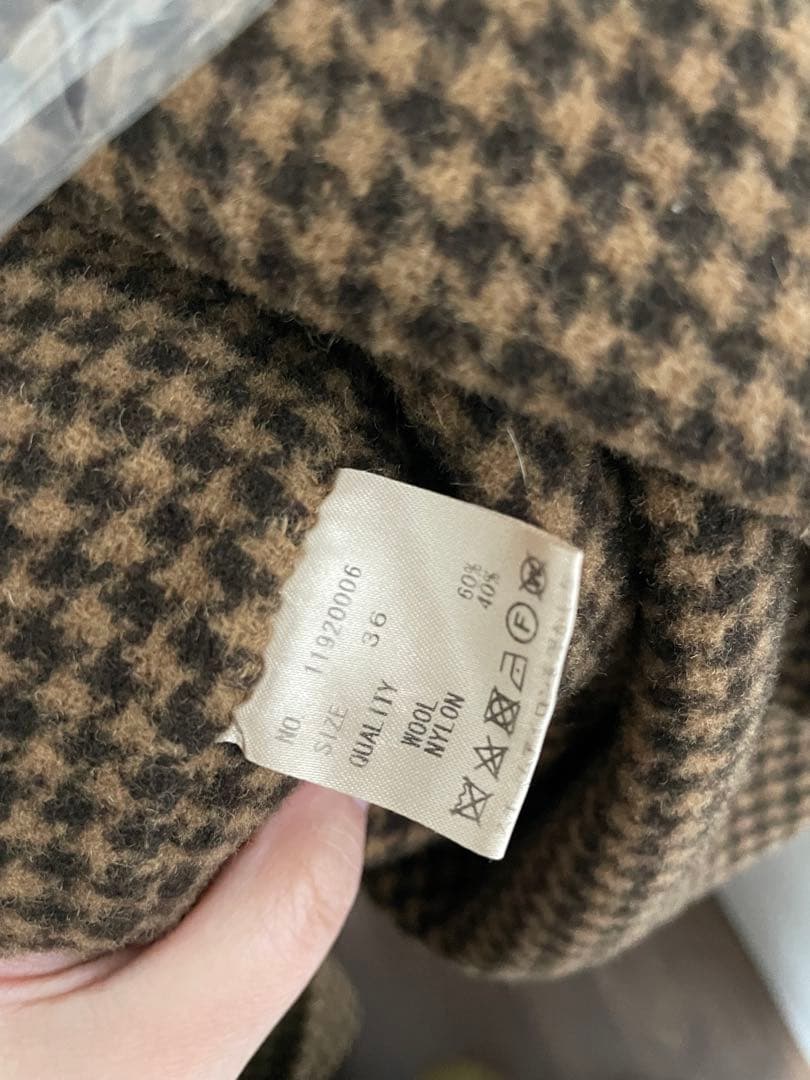 NO 11920006
SIZE 36
QUALITY
WOOL 60%
NYLON 40%
F